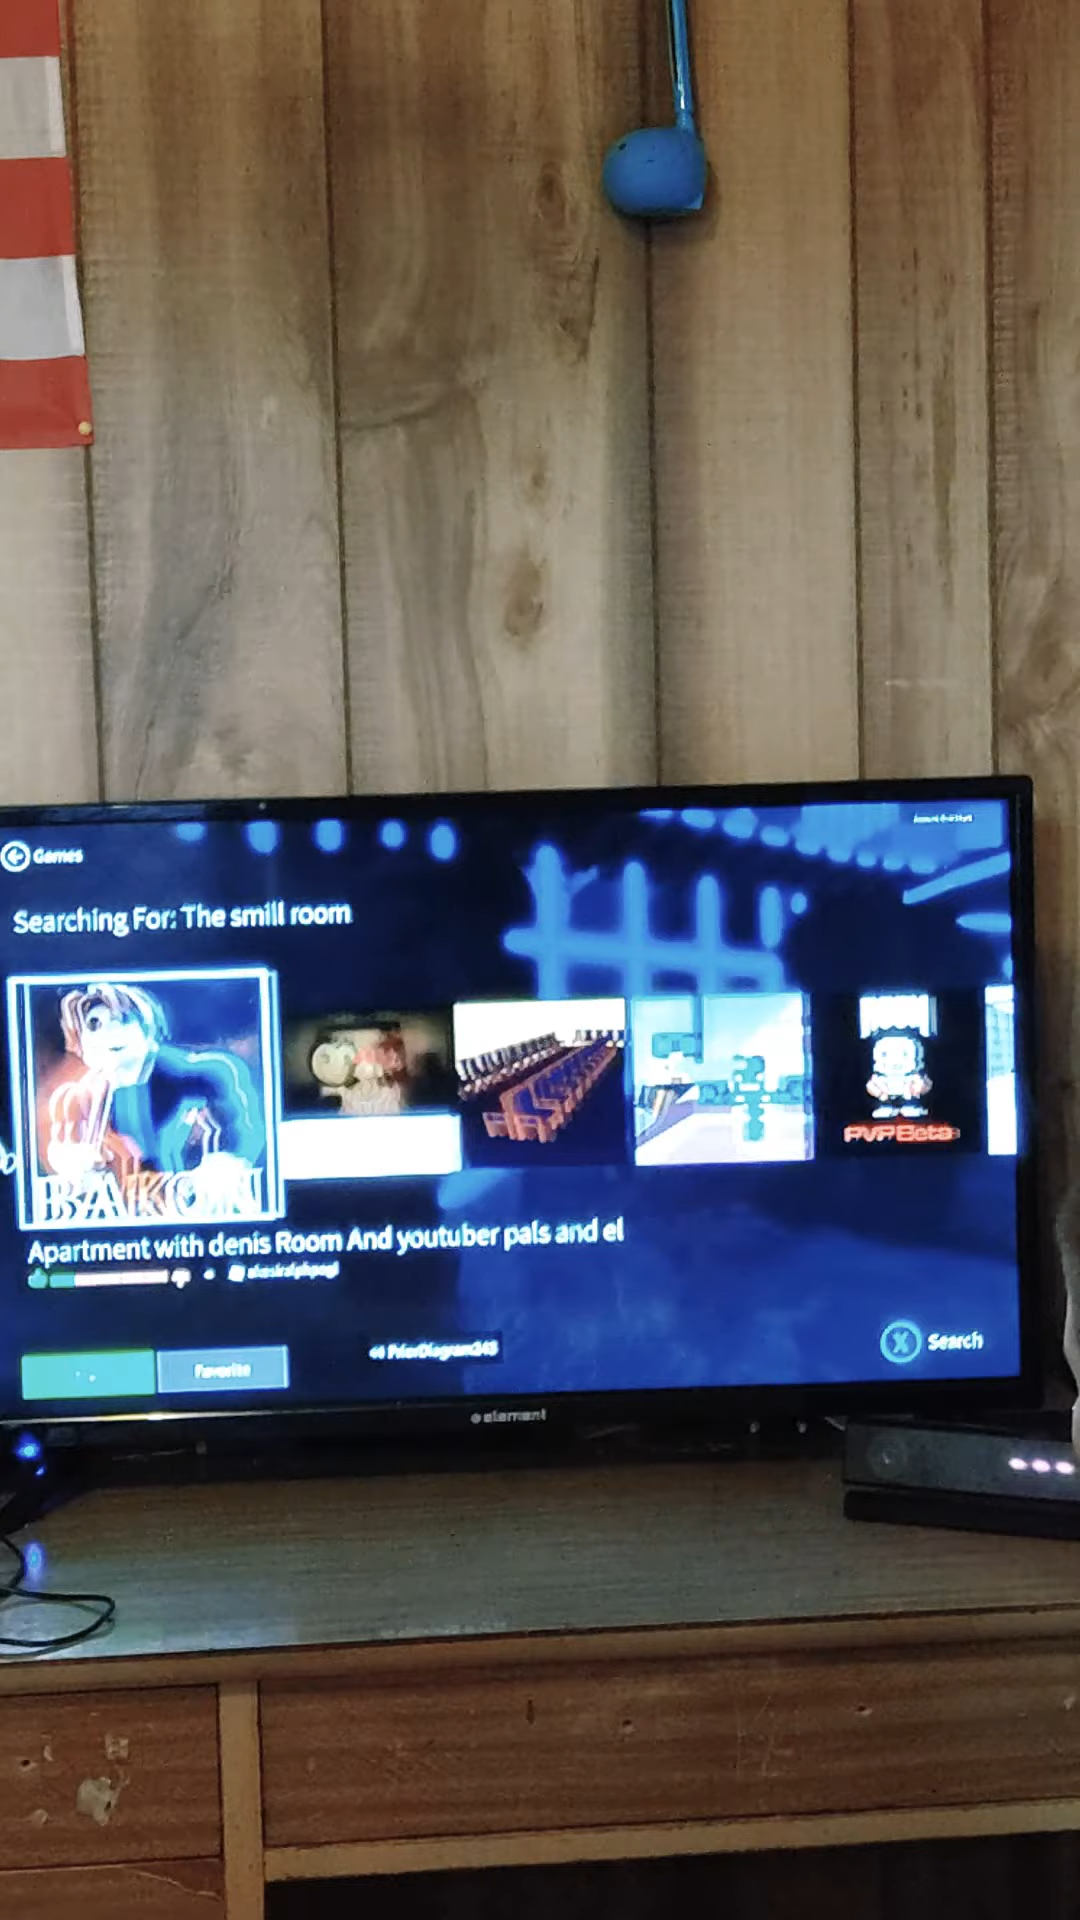 Games
Searching For: The smill room
BAKON
PVP Beta
Apartment with denis Room And youtuber pals and el
Favorite
PriorDiagram343
Search
element